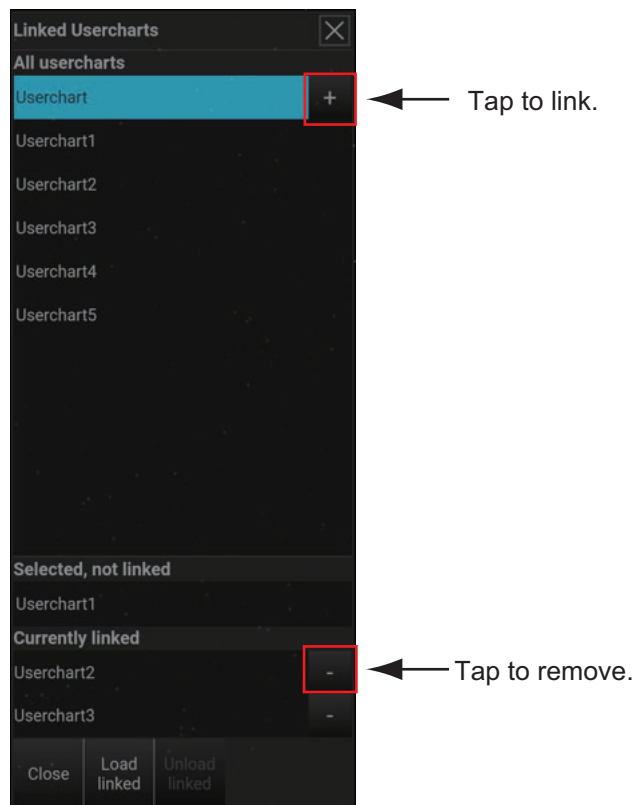 Linked Usercharts
All usercharts
Userchart +
Tap to link.
Userchart1
Userchart2
Userchart3
Userchart4
Userchart5
Selected, not linked
Userchart1
Currently linked
Userchart2 -
Tap to remove.
Userchart3 -
Close
Load
linked
Unload
linked